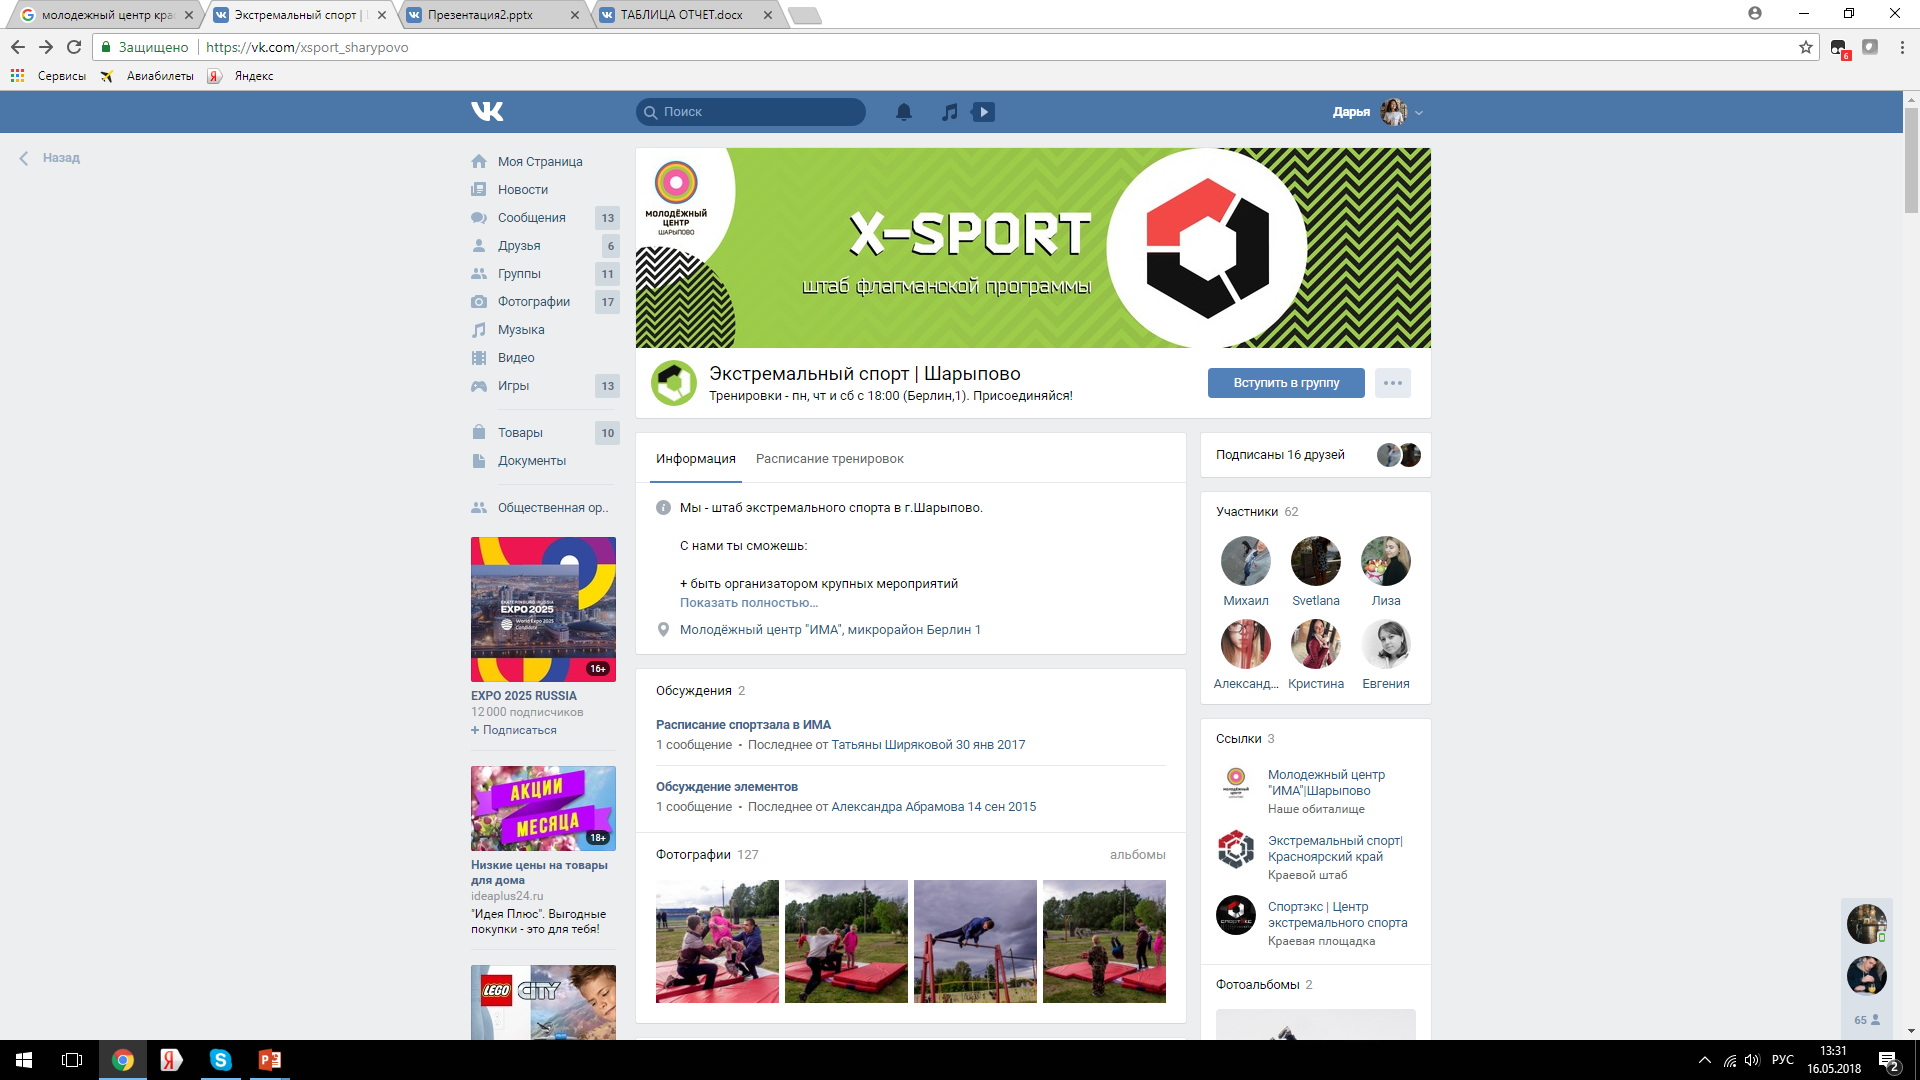 молодежный центр кра
Экстремальный спорт |
Презентация2.pptx
ТАБЛИЦА ОТЧЕТ.docx
Защищено
https://vk.com/xsport_sharypovo
6
Сервисы
Авиабилеты
Яндекс
Поиск
Дарья
Назад
Моя Страница
Новости
Сообщения 13
Друзья 6
Группы 11
Фотографии 17
Музыка
Видео
Игры 13
Товары 10
Документы
Общественная ор..
EKATERINBURG RUSSIA
EXPO 2025
World Expo 2025
Candidate
16+
EXPO 2025 RUSSIA
12 000 подписчиков
+ Подписаться
АКЦИИ
МЕСЯЦА
18+
Низкие цены на товары
для дома
ideaplus24.ru
"Идея Плюс". Выгодные
покупки - это для тебя!
LEGO CITY
МОЛОДЁЖНЫЙ
ЦЕНТР
ШАРЫПОВО
X-SPORT
штаб флагманской программы
Экстремальный спорт | Шарыпово
Тренировки - пн, чт и сб с 18:00 (Берлин,1). Присоединяйся!
Вступить в группу
Информация
Расписание тренировок
Мы - штаб экстремального спорта в г.Шарыпово.
С нами ты сможешь:
+ быть организатором крупных мероприятий
Показать полностью…
Молодёжный центр "ИМА", микрорайон Берлин 1
Обсуждения 2
Расписание спортзала в ИМА
1 сообщение • Последнее от Татьяны Ширяковой 30 янв 2017
Обсуждение элементов
1 сообщение • Последнее от Александра Абрамова 14 сен 2015
Фотографии 127
альбомы
Подписаны 16 друзей
Участники 62
Михаил
Svetlana
Лиза
Александ...
Кристина
Евгения
Ссылки 3
Молодежный центр
"ИМА"|Шарыпово
Наше обиталище
Экстремальный спорт|
Красноярский край
Краевой штаб
Спортэкс | Центр
экстремального спорта
Краевая площадка
Фотоальбомы 2
65
РУС
13:31
16.05.2018
2